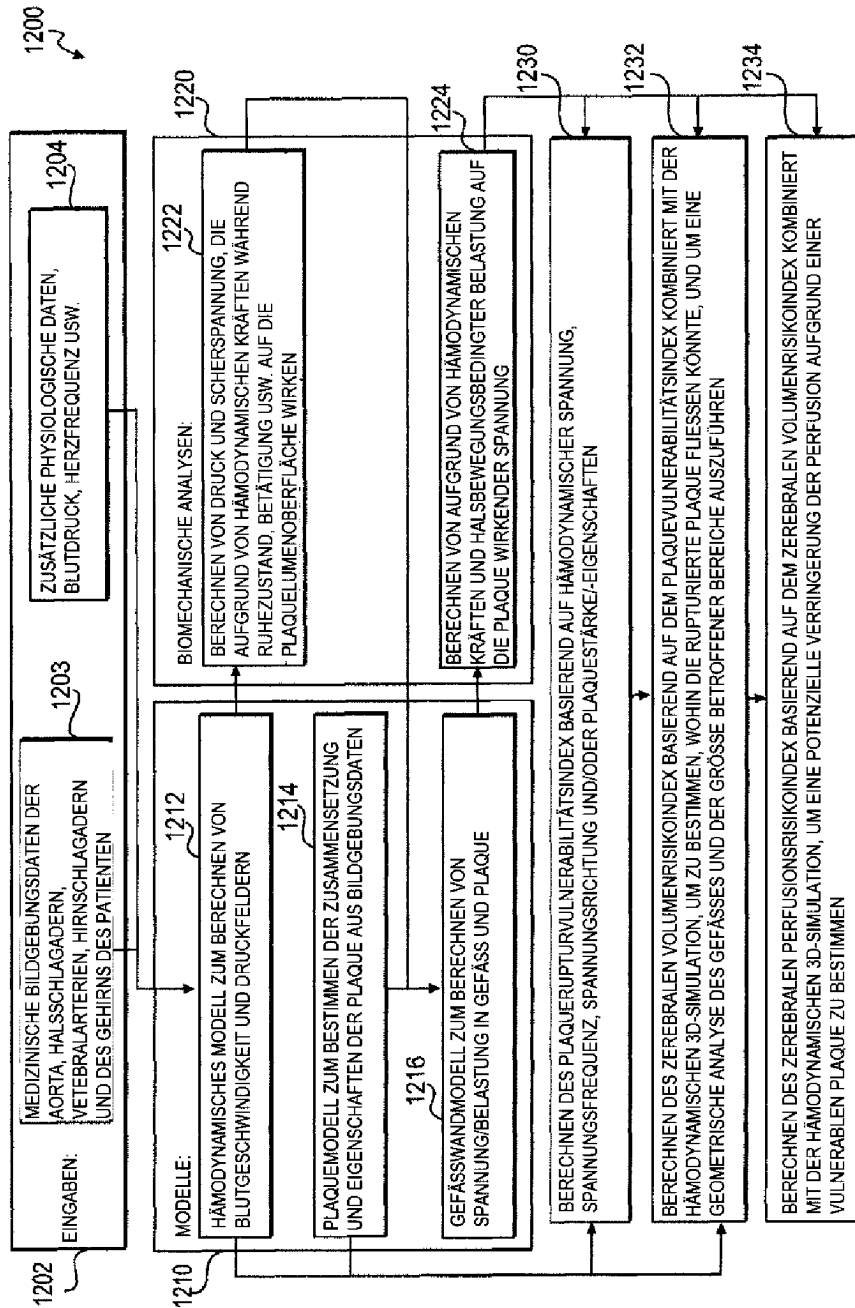 1200
1202
EINGABEN:
1203
MEDIZINISCHE BILDGEBUNGSDATEN DER
AORTA, HALSSCHLAGADERN,
VETEBRALARTERIEN, HIRNSCHLAGADERN
UND DES GEHIRNS DES PATIENTEN
1204
ZUSÄTZLICHE PHYSIOLOGISCHE DATEN,
BLUTDRUCK, HERZFREQUENZ USW.
1210
MODELLE:
1212
HÄMODYNAMISCHES MODELL ZUM BERECHNEN VON
BLUTGESCHWINDIGKEIT UND DRUCKFELDERN
1214
PLAQUEMODELL ZUM BESTIMMEN DER ZUSAMMENSETZUNG
UND EIGENSCHAFTEN DER PLAQUE AUS BILDGEBUNGSDATEN
1216
GEFÄSSWANDMODELL ZUM BERECHNEN VON
SPANNUNG/BELASTUNG IN GEFÄSS UND PLAQUE
1220
BIOMECHANISCHE ANALYSEN:
1222
BERECHNEN VON DRUCK UND SCHERSPANNUNG, DIE
AUFGRUND VON HÄMODYNAMISCHEN KRÄFTEN WÄHREND
RUHEZUSTAND, BETÄTIGUNG USW. AUF DIE
PLAQUELUMENOBERFLÄCHE WIRKEN
1224
BERECHNEN VON AUFGRUND VON HÄMODYNAMISCHEN
KRÄFTEN UND HALSBEWEGUNGSBEDINGTER BELASTUNG AUF
DIE PLAQUE WIRKENDER SPANNUNG
1230
BERECHNEN DES PLAQUERUPTURVULNERABILITÄTSINDEX BASIEREND AUF HÄMODYNAMISCHER SPANNUNG,
SPANNUNGSFREQUENZ, SPANNUNGSRICHTUNG UND/ODER PLAQUESTÄRKE/-EIGENSCHAFTEN
1232
BERECHNEN DES ZEREBRALEN VOLUMENRISIKOINDEX BASIEREND AUF DEM PLAQUEVULNERABILITÄTSINDEX KOMBINIERT MIT DER
HÄMODYNAMISCHEN 3D-SIMULATION, UM ZU BESTIMMEN, WOHIN DIE RUPTURIERTE PLAQUE FLIESSEN KÖNNTE, UND UM EINE
GEOMETRISCHE ANALYSE DES GEFÄSSES UND DER GRÖSSE BETROFFENER BEREICHE AUSZUFÜHREN
1234
BERECHNEN DES ZEREBRALEN PERFUSIONSRISIKOINDEX BASIEREND AUF DEM ZEREBRALEN VOLUMENRISIKOINDEX KOMBINIERT
MIT DER HÄMODYNAMISCHEN 3D-SIMULATION, UM EINE POTENZIELLE VERRINGERUNG DER PERFUSION AUFGRUND EINER
VULNERABLEN PLAQUE ZU BESTIMMEN